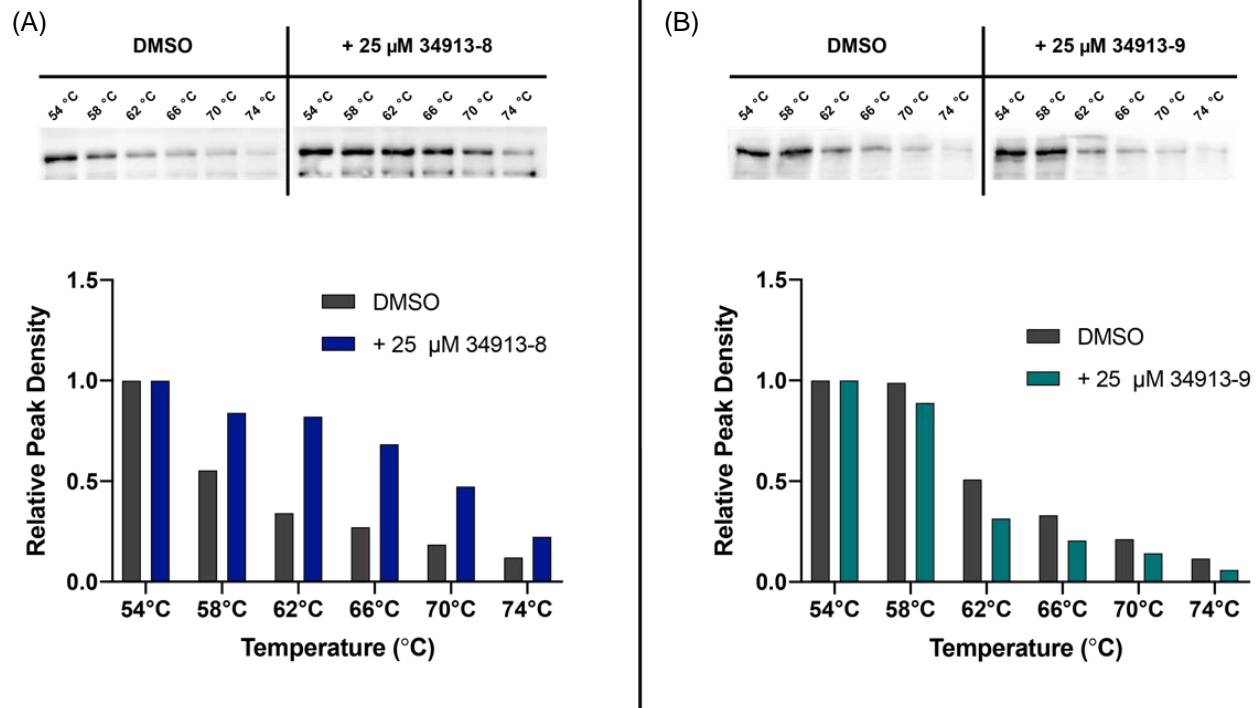 (A)
DMSO
+ 25 µM 34913-8
54 °C 58 °C 62 °C 66 °C 70 °C 74 °C 54 °C 58 °C 62 °C 66 °C 70 °C 74 °C
1.5
1.0
0.5
0.0
Relative Peak Density
DMSO
+ 25 µM 34913-8
54°C 58°C 62°C 66°C 70°C 74°C
Temperature (°C)
(B)
DMSO
+ 25 µM 34913-9
54 °C 58 °C 62 °C 66 °C 70 °C 74 °C 54 °C 58 °C 62 °C 66 °C 70 °C 74 °C
1.5
1.0
0.5
0.0
Relative Peak Density
DMSO
+ 25 µM 34913-9
54°C 58°C 62°C 66°C 70°C 74°C
Temperature (°C)